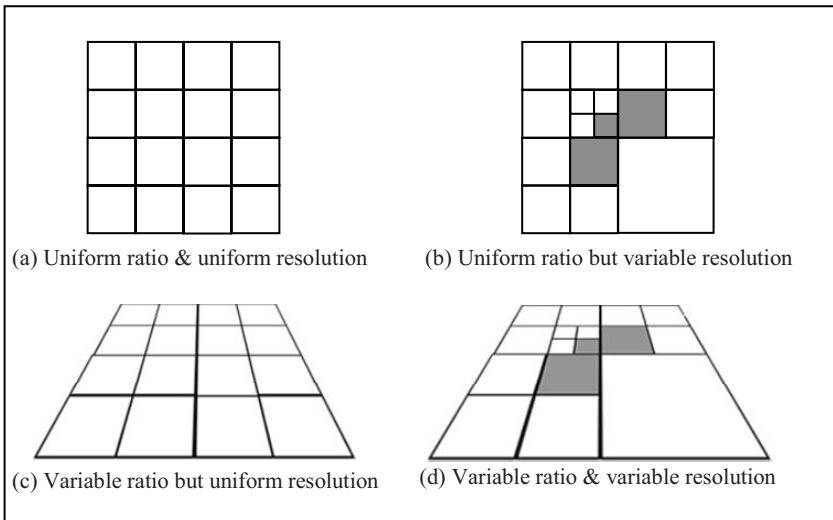 (a) Uniform ratio & uniform resolution
(b) Uniform ratio but variable resolution
(c) Variable ratio but uniform resolution
(d) Variable ratio & variable resolution